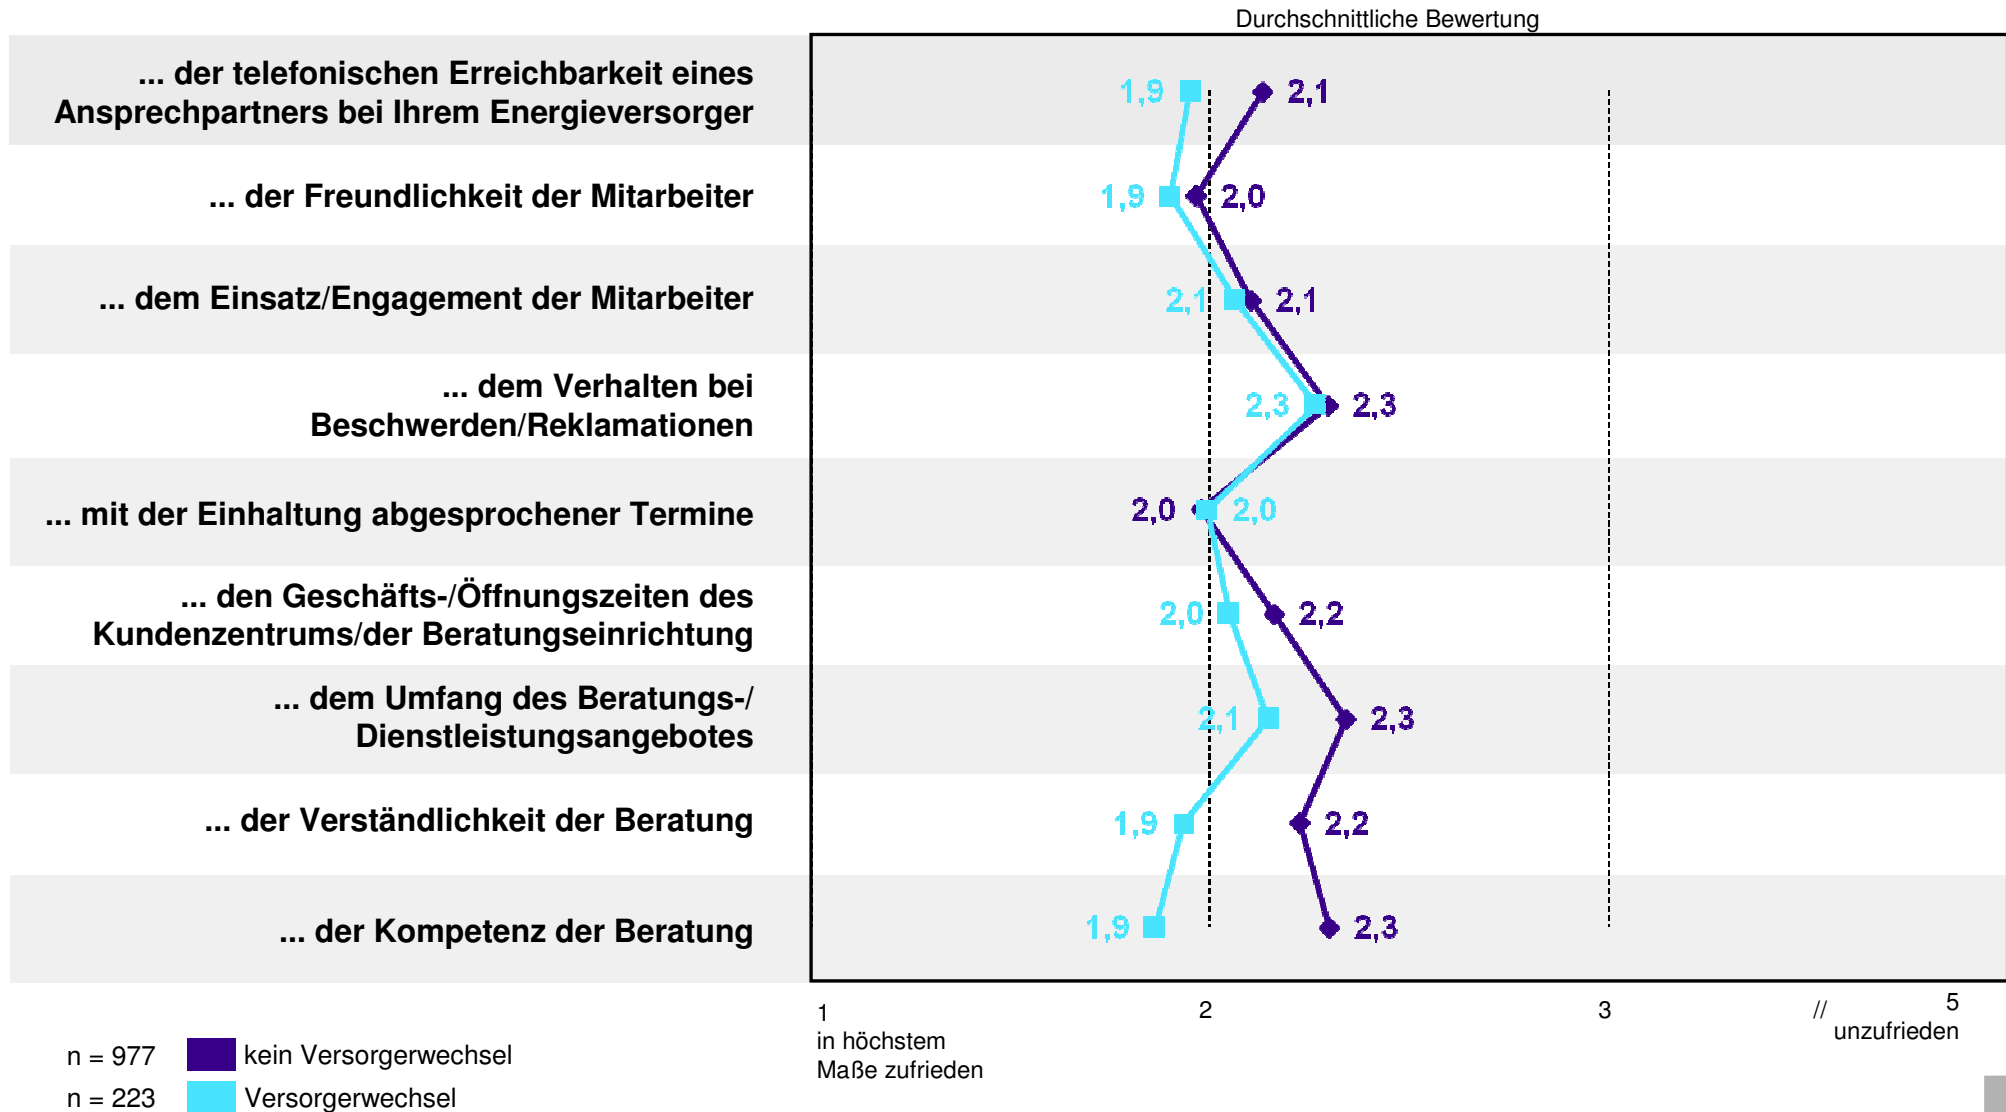 Durchschnittliche Bewertung
... der telefonischen Erreichbarkeit eines
Ansprechpartners bei Ihrem Energieversorger
1,9 2,1
... der Freundlichkeit der Mitarbeiter
1,9 2,0
... dem Einsatz/Engagement der Mitarbeiter
2,1 2,1
... dem Verhalten bei
Beschwerden/Reklamationen
2,3 2,3
... mit der Einhaltung abgesprochener Termine
2,0 2,0
... den Geschäfts-/Öffnungszeiten des
Kundenzentrums/der Beratungseinrichtung
2,0 2,2
... dem Umfang des Beratungs-/
Dienstleistungsangebotes
2,1 2,3
... der Verständlichkeit der Beratung
1,9 2,2
... der Kompetenz der Beratung
1,9 2,3
1 2 3 // 5
in höchstem
Maße zufrieden
unzufrieden
n = 977 kein Versorgerwechsel
n = 223 Versorgerwechsel